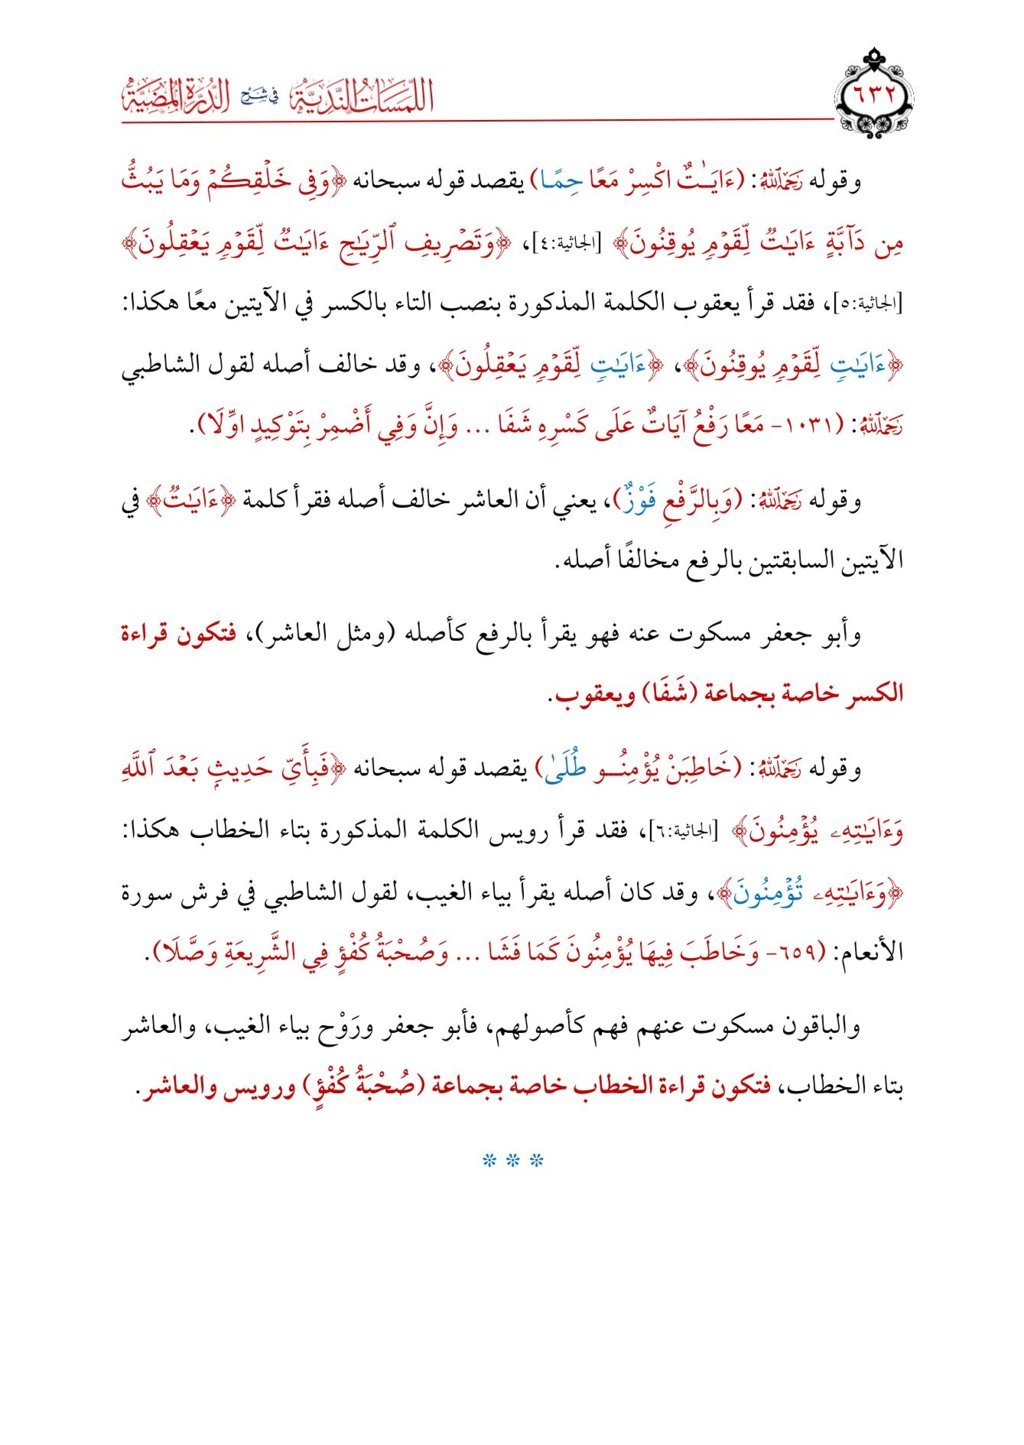 ٦٣٢
اللمسات الندية في شرح الدرة المضية
وقوله رَحِمَهُ ٱللَّهُ: (ءَايَـٰتٌ اكْسِرْ مَعًا حِمًـا) يقصد قوله سبحانه ﴿وَفِي خَلْقِكُمْ وَمَا يَبُثُّ
مِن دَآبَّةٍ ءَايَـٰتٌ لِّقَوْمٍ يُوقِنُونَ﴾ [الجاثية:٤]، ﴿وَتَصْرِيفِ ٱلرِّيَـٰحِ ءَايَـٰتٌ لِّقَوْمٍ يَعْقِلُونَ﴾
[الجاثية:٥]، فقد قرأ يعقوب الكلمة المذكورة بنصب التاء بالكسر في الآيتين معًا هكذا:
﴿ءَايَـٰتٍ لِّقَوْمٍ يُوقِنُونَ﴾، ﴿ءَايَـٰتٍ لِّقَوْمٍ يَعْقِلُونَ﴾، وقد خالف أصله لقول الشاطبي
رَحِمَهُ ٱللَّهُ: (١٠٣١- مَعًا رَفْعُ آيَاتٌ عَلَى كَسْرِهِ شَفَا ... وَإِنَّ وَفِي أَضْمِرْ بِتَوْكِيدٍ اوِّلَا).
وقوله رَحِمَهُ ٱللَّهُ: (وَبِالرَّفْعِ فَوْزٌ)، يعني أن العاشر خالف أصله فقرأ كلمة ﴿ءَايَـٰتٌ﴾ في
الآيتين السابقتين بالرفع مخالفًا أصله.
وأبو جعفر مسكوت عنه فهو يقرأ بالرفع كأصله (ومثل العاشر)، فتكون قراءة
الكسر خاصة بجماعة (شَفَا) ويعقوب.
وقوله رَحِمَهُ ٱللَّهُ: (خَاطِبَنْ يُؤْمِنُـــو طُلَىٰ) يقصد قوله سبحانه ﴿فَبِأَيِّ حَدِيثٍ بَعْدَ ٱللَّهِ
وَءَايَـٰتِهِۦ يُؤْمِنُونَ﴾ [الجاثية:٦]، فقد قرأ رويس الكلمة المذكورة بتاء الخطاب هكذا:
﴿وَءَايَـٰتِهِۦ تُؤْمِنُونَ﴾، وقد كان أصله يقرأ بياء الغيب، لقول الشاطبي في فرش سورة
الأنعام: (٦٥٩- وَخَاطَبَ فِيهَا يُؤْمِنُونَ كَمَا فَشَا ... وَصُحْبَةُ كُفْؤٍ فِي الشَّرِيعَةِ وَصَّلَا).
والباقون مسكوت عنهم فهم كأصولهم، فأبو جعفر ورَوْح بياء الغيب، والعاشر
بتاء الخطاب، فتكون قراءة الخطاب خاصة بجماعة (صُحْبَةُ كُفْؤٍ) ورويس والعاشر.
* * *